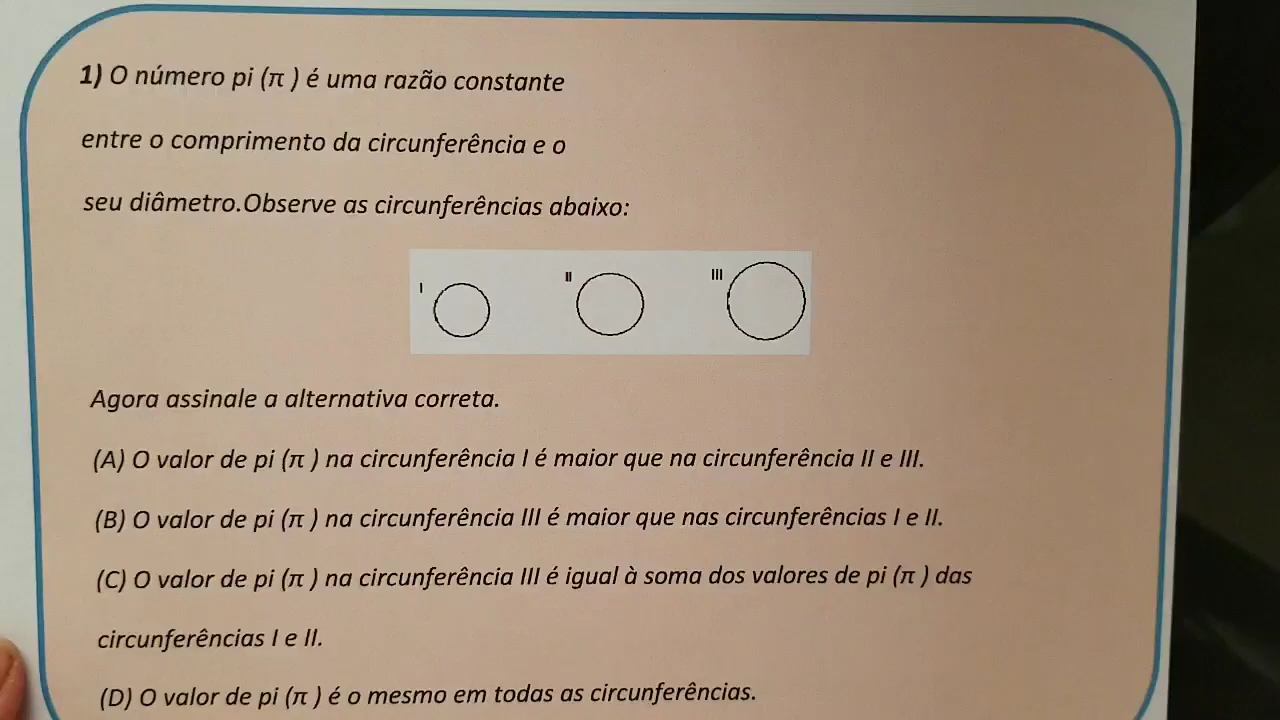 1) O número pi (π ) é uma razão constante
entre o comprimento da circunferência e o
seu diâmetro.Observe as circunferências abaixo:
I II III
Agora assinale a alternativa correta.
(A) O valor de pi (π ) na circunferência I é maior que na circunferência II e III.
(B) O valor de pi (π ) na circunferência III é maior que nas circunferências I e II.
(C) O valor de pi (π ) na circunferência III é igual à soma dos valores de pi (π ) das
circunferências I e II.
(D) O valor de pi (π ) é o mesmo em todas as circunferências.